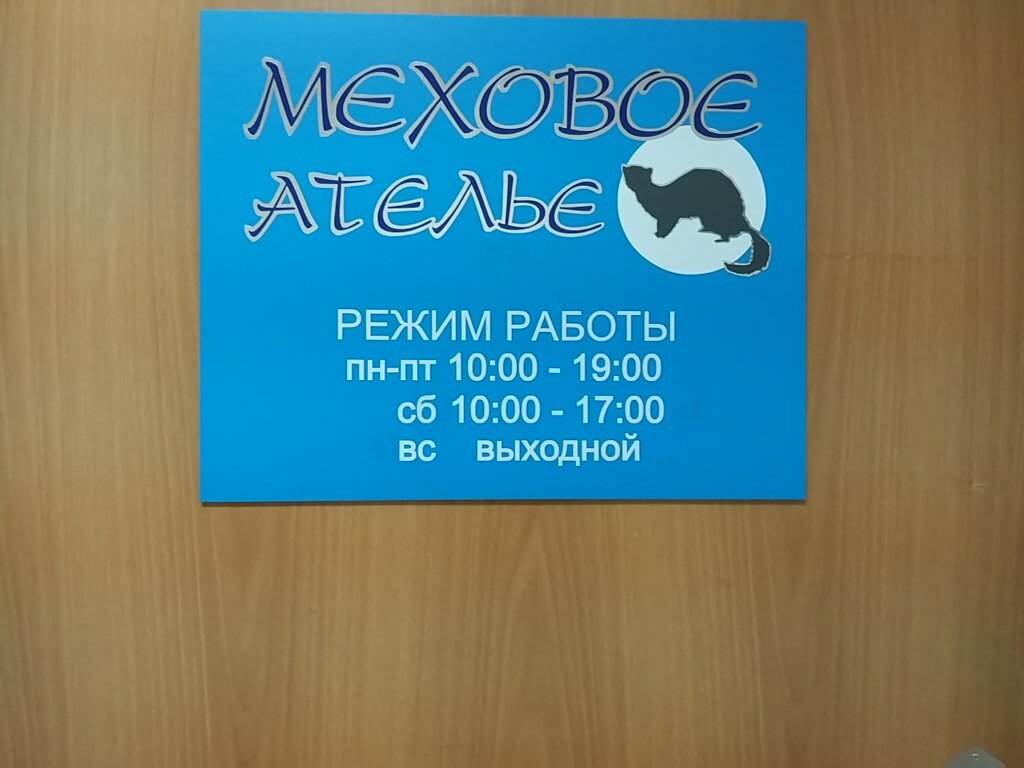 МЕХОВОЕ
АТЕЛЬЕ
РЕЖИМ РАБОТЫ
пн-пт 10:00 - 19:00
сб 10:00 - 17:00
вс выходной